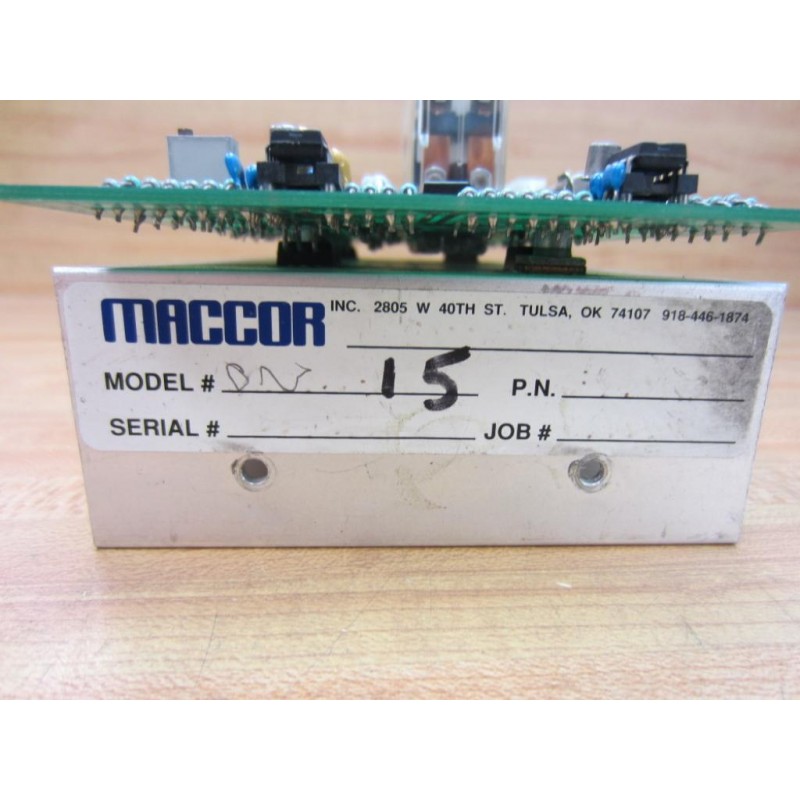 MACCOR INC. 2805 W 40TH ST. TULSA, OK 74107 918-446-1874
MODEL # 15 P.N.
SERIAL # JOB #